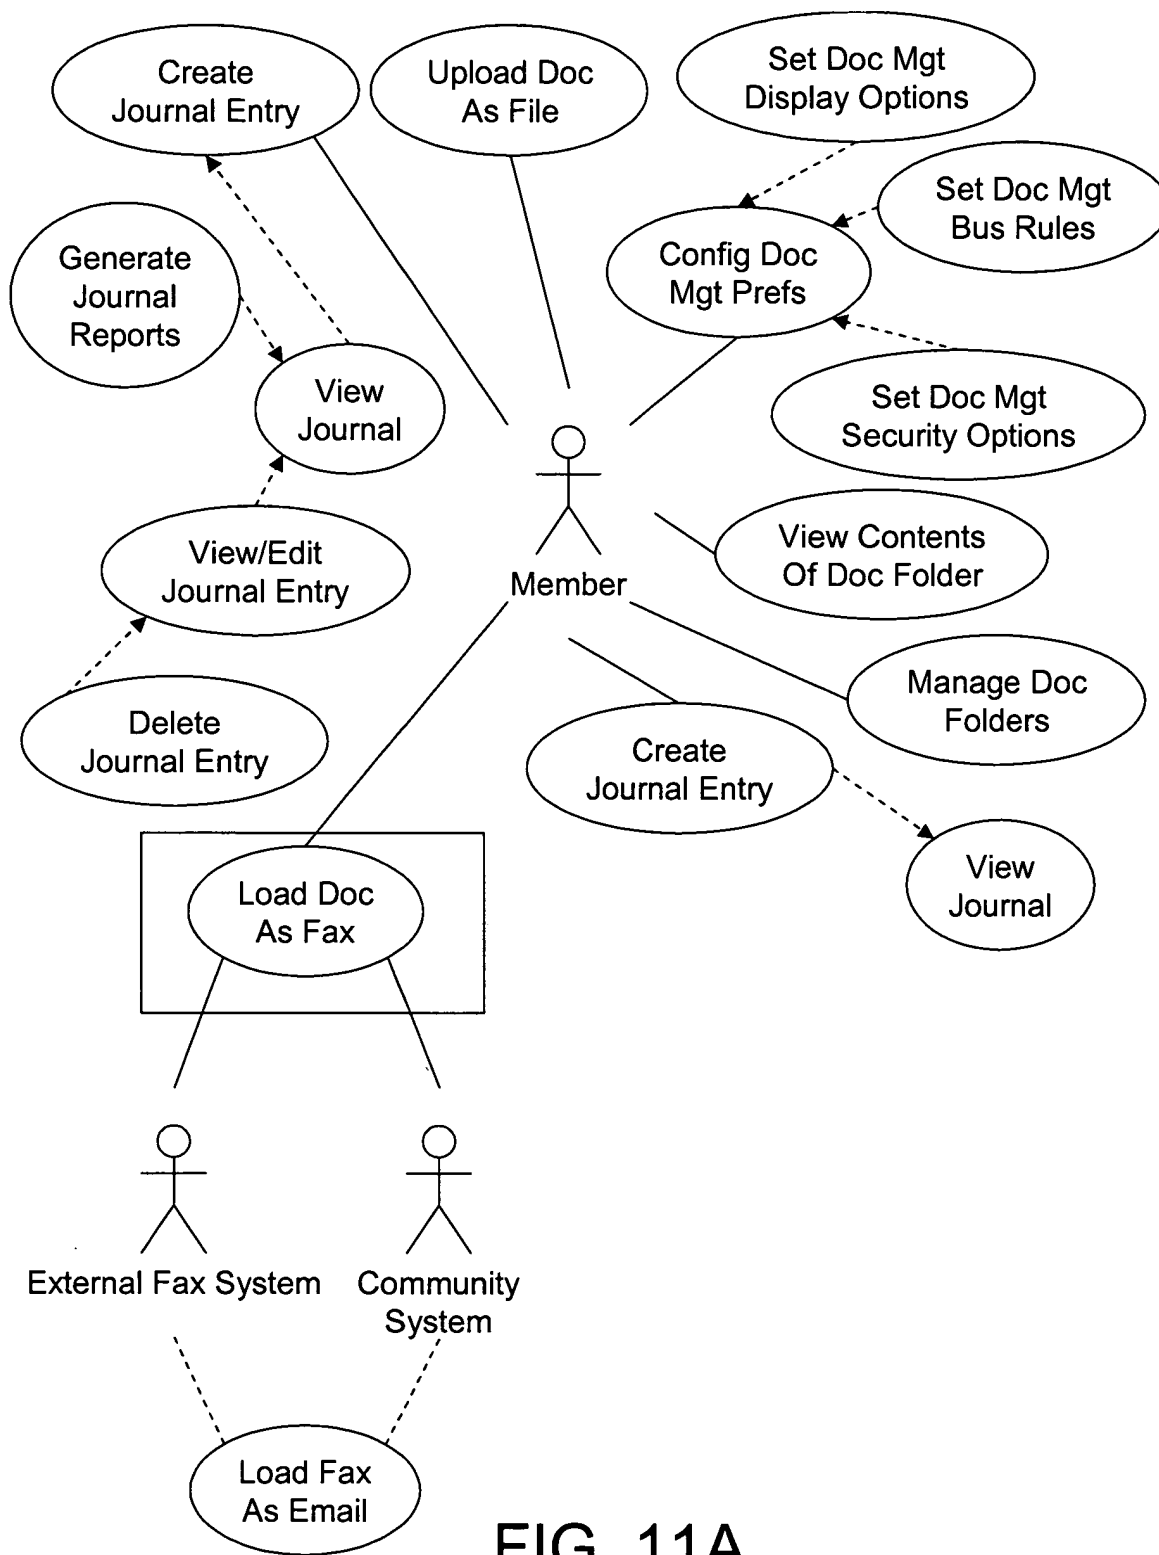 Create
Journal Entry
Upload Doc
As File
Set Doc Mgt
Display Options
Set Doc Mgt
Bus Rules
Generate
Journal
Reports
Config Doc
Mgt Prefs
View
Journal
Set Doc Mgt
Security Options
View/Edit
Journal Entry
View Contents
Of Doc Folder
Member
Delete
Journal Entry
Manage Doc
Folders
Create
Journal Entry
View
Journal
Load Doc
As Fax
External Fax System
Community
System
Load Fax
As Email
FIG. 11A